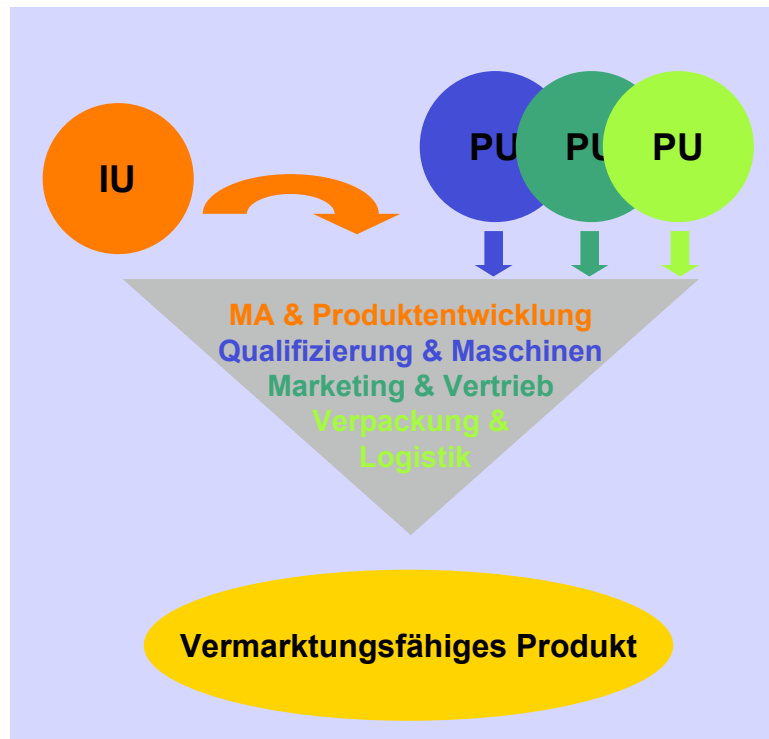 IU
PU
PU
PU
MA & Produktentwicklung
Qualifizierung & Maschinen
Marketing & Vertrieb
Verpackung &
Logistik
Vermarktungsfähiges Produkt